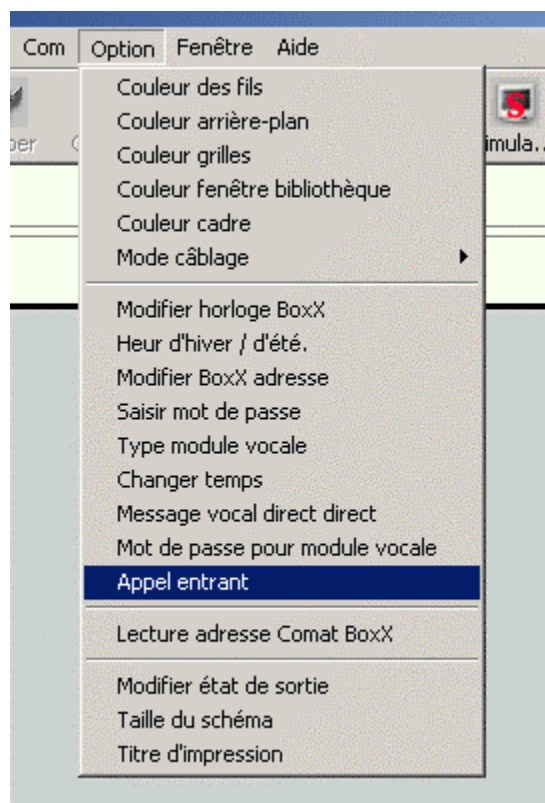 Com Option Fenêtre Aide
Couleur des fils
Couleur arrière-plan
Couleur grilles
Couleur fenêtre bibliothèque
Couleur cadre
Mode câblage
Modifier horloge BoxX
Heur d'hiver / d'été.
Modifier BoxX adresse
Saisir mot de passe
Type module vocale
Changer temps
Message vocal direct direct
Mot de passe pour module vocale
Appel entrant
Lecture adresse Comat BoxX
Modifier état de sortie
Taille du schéma
Titre d'impression
S
imula..